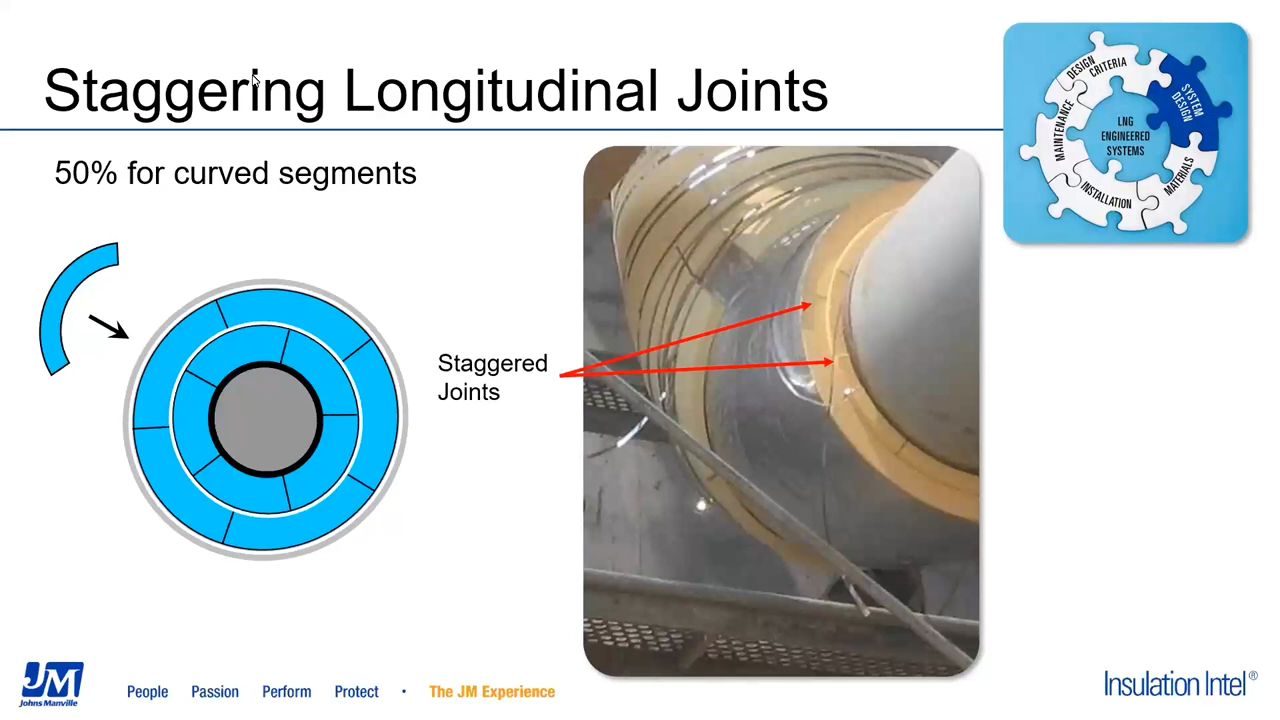 Staggering Longitudinal Joints
50% for curved segments
DESIGN
CRITERIA
SYSTEM
DESIGN
MATERIALS
INSTALLATION
MAINTENANCE
LNG
ENGINEERED
SYSTEMS
Staggered
Joints
JM
Johns Manville
People Passion Perform Protect • The JM Experience
Insulation Intel®